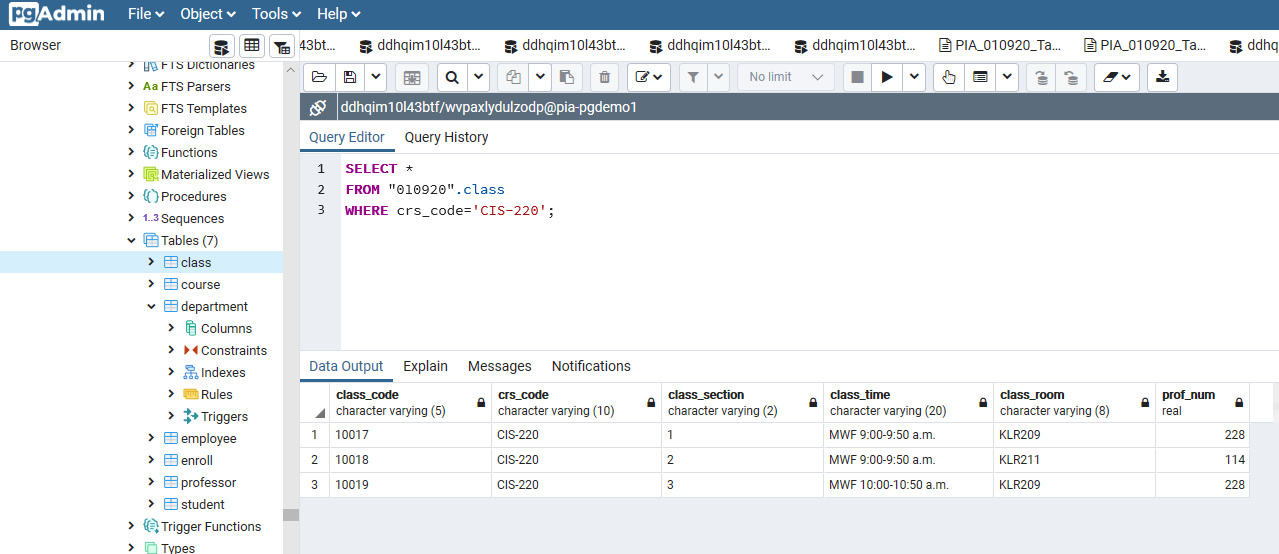 pgAdmin File Object Tools Help
Browser
43bt... ddhqim10l43bt... ddhqim10l43bt... ddhqim10l43bt... ddhqim10l43bt... PIA_010920_Ta... PIA_010920_Ta... ddhq
FTS Dictionaries
Aa FTS Parsers
FTS Templates
Foreign Tables
Functions
Materialized Views
Procedures
1..3 Sequences
Tables (7)
class
course
department
Columns
Constraints
Indexes
Rules
Triggers
employee
enroll
professor
student
Trigger Functions
Types
No limit
ddhqim10l43btf/wvpaxlydulzodp@pia-pgdemo1
Query Editor Query History
1 SELECT *
2 FROM "010920".class
3 WHERE crs_code='CIS-220';
Data Output Explain Messages Notifications
class_code crs_code class_section class_time class_room prof_num
character varying (5) character varying (10) character varying (2) character varying (20) character varying (8) real
1 10017 CIS-220 1 MWF 9:00-9:50 a.m. KLR209 228
2 10018 CIS-220 2 MWF 9:00-9:50 a.m. KLR211 114
3 10019 CIS-220 3 MWF 10:00-10:50 a.m. KLR209 228